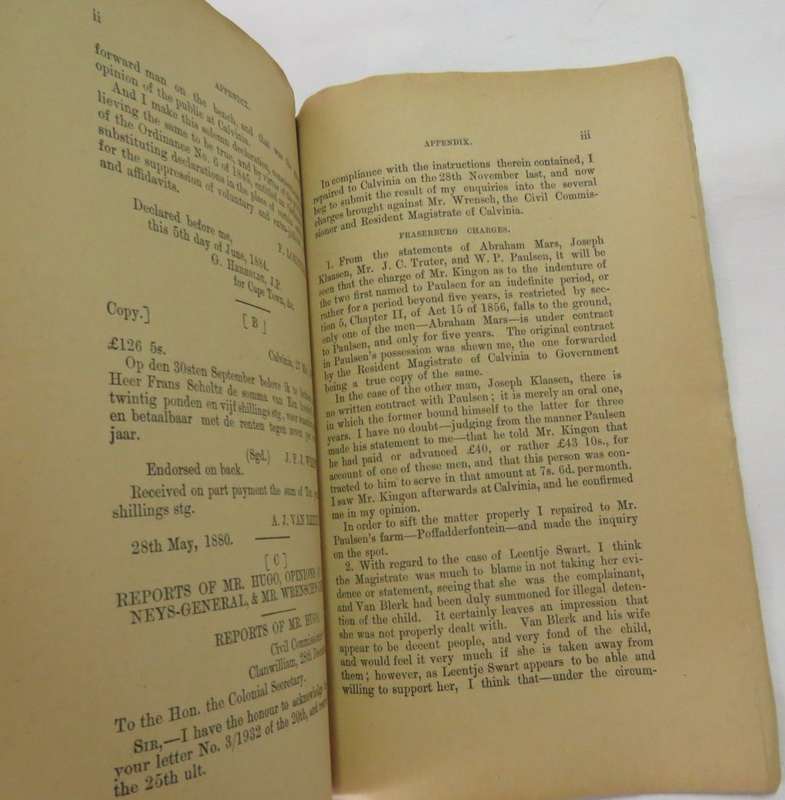 ii
APPENDIX.
forward man on the bench, and that was the
opinion of the public at Calvinia.
And I make this solemn declaration,
lieving the same to be true, and by virtue of the
of the Ordinance No. 6 of 1845, entitled
substituting declarations in the place of
for the suppression of voluntary and extra
and affidavits.
Declared before me,
this 5th day of June, 1884.
G.
J.P.
for Cape Town, &c.
Copy.]
[ B ]
£126 5s.
Calvinia, 27
Op den 30sten September belove ik te
Heer Frans Scholtz de somma van Een
twintig ponden en vijf shillings stg., voor
en betaalbaar met de renten tegen
jaar.
(Sgd.) J. P. J.
Endorsed on back.
Received on part payment the sum of
shillings stg.
A. J. VAN
28th May, 1880.
[ C ]
REPORTS OF MR. HUGO, OPINIONS
NEYS-GENERAL, & MR. WRENSCH'S
REPORTS OF MR. HUGO
Civil Commissioner
Clanwilliam, 28th
To the Hon. the Colonial Secretary.
SIR,—I have the honour to acknowledge
your letter No. 3/1932 of the 20th, and
the 25th ult.
APPENDIX.
iii
In compliance with the instructions therein contained, I
repaired to Calvinia on the 28th November last, and now
beg to submit the result of my enquiries into the several
charges brought against Mr. Wrensch, the Civil Commis-
sioner and Resident Magistrate of Calvinia.
FRASERBURG CHARGES.
1. From the statements of Abraham Mars, Joseph
Klaasen, Mr. J. C. Truter, and W. P. Paulsen, it will be
seen that the charge of Mr. Kingon as to the indenture of
the two first named to Paulsen for an indefinite period, or
rather for a period beyond five years, is restricted by sec-
tion 5, Chapter II, of Act 15 of 1856, falls to the ground,
only one of the men—Abraham Mars—is under contract
to Paulsen, and only for five years. The original contract
in Paulsen's possession was shewn me, the one forwarded
by the Resident Magistrate of Calvinia to Government
being a true copy of the same.
In the case of the other man, Joseph Klaasen, there is
no written contract with Paulsen; it is merely an oral one,
in which the former bound himself to the latter for three
years. I have no doubt—judging from the manner Paulsen
made his statement to me—that he told Mr. Kingon that
he had paid or advanced £40, or rather £43 10s., for
account of one of these men, and that this person was con-
tracted to him to serve in that amount at 7s. 6d. per month.
I saw Mr. Kingon afterwards at Calvinia, and he confirmed
me in my opinion.
In order to sift the matter properly I repaired to Mr.
Paulsen's farm—Poffadderfontein—and made the inquiry
on the spot.
2. With regard to the case of Leentje Swart, I think
the Magistrate was much to blame in not taking her evi-
dence or statement, seeing that she was the complainant,
and Van Blerk had been duly summoned for illegal deten-
tion of the child. It certainly leaves an impression that
she was not properly dealt with. Van Blerk and his wife
appear to be decent people, and very fond of the child,
and would feel it very much if she is taken away from
them; however, as Leentje Swart appears to be able and
willing to support her, I think that—under the circum-